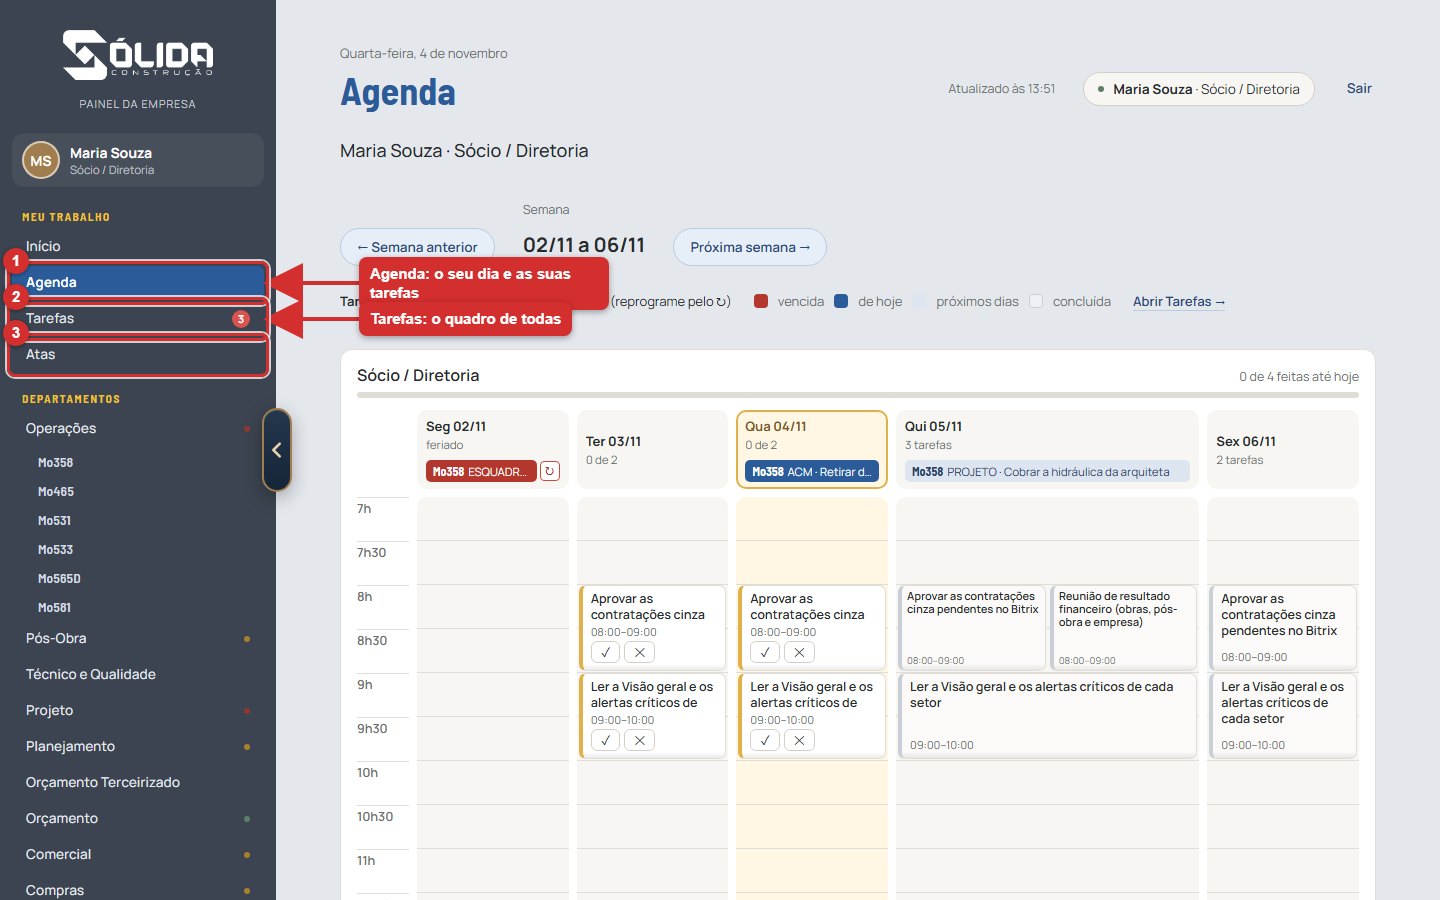 SÓLIDA
CONSTRUÇÃO
PAINEL DA EMPRESA
MS
Maria Souza
Sócio / Diretoria
MEU TRABALHO
Início
1
Agenda
2
Tarefas
3
3
Atas
DEPARTAMENTOS
Operações
Mo358
Mo465
Mo531
Mo533
Mo565D
Mo581
Pós-Obra
Técnico e Qualidade
Projeto
Planejamento
Orçamento Terceirizado
Orçamento
Comercial
Compras
Quarta-feira, 4 de novembro
Agenda
Atualizado às 13:51
Maria Souza · Sócio / Diretoria
Sair
Maria Souza · Sócio / Diretoria
Semana
← Semana anterior
02/11 a 06/11
Próxima semana →
Agenda: o seu dia e as suas
tarefas
Tarefas: o quadro de todas
(reprograme pelo ↻)
vencida
de hoje
próximos dias
concluída
Abrir Tarefas →
Sócio / Diretoria
0 de 4 feitas até hoje
Seg 02/11
feriado
Mo358 ESQUADR...
↻
Ter 03/11
0 de 2
Qua 04/11
0 de 2
Mo358 ACM · Retirar d...
Qui 05/11
3 tarefas
Mo358 PROJETO · Cobrar a hidráulica da arquiteta
Sex 06/11
2 tarefas
7h
7h30
8h
8h30
9h
9h30
10h
10h30
11h
Aprovar as
contratações cinza
08:00–09:00
✓ ✕
Ler a Visão geral e os
alertas críticos de
09:00–10:00
✓ ✕
Aprovar as
contratações cinza
08:00–09:00
✓ ✕
Ler a Visão geral e os
alertas críticos de
09:00–10:00
✓ ✕
Aprovar as contratações
cinza pendentes no Bitrix
08:00–09:00
Reunião de resultado
financeiro (obras, pós-
obra e empresa)
08:00–09:00
Ler a Visão geral e os alertas críticos de cada
setor
09:00–10:00
Aprovar as
contratações cinza
pendentes no Bitrix
08:00–09:00
Ler a Visão geral e os
alertas críticos de
cada setor
09:00–10:00